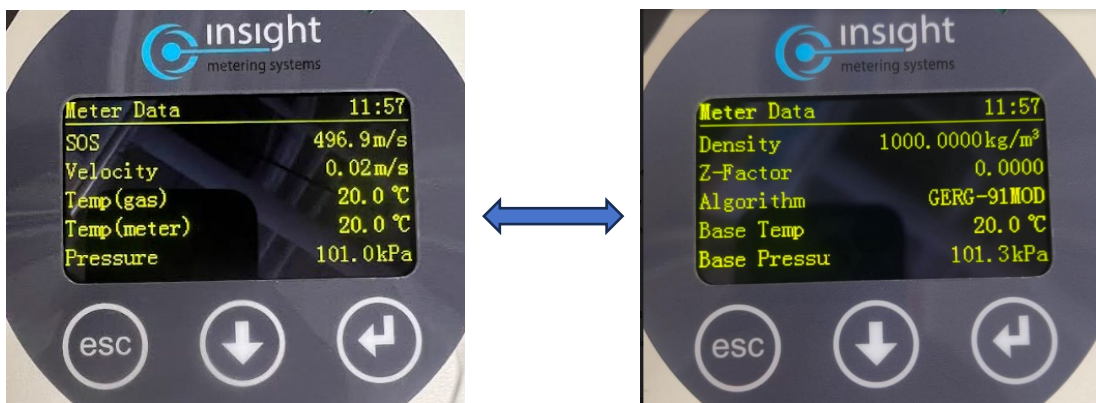 insight
metering systems
Meter Data 11:57
SOS 496.9m/s
Velocity 0.02m/s
Temp(gas) 20.0 ℃
Temp(meter) 20.0 ℃
Pressure 101.0kPa
esc
insight
metering systems
Meter Data 11:57
Density 1000.0000kg/m³
Z-Factor 0.0000
Algorithm GERG-91MOD
Base Temp 20.0 ℃
Base Pressu 101.3kPa
esc